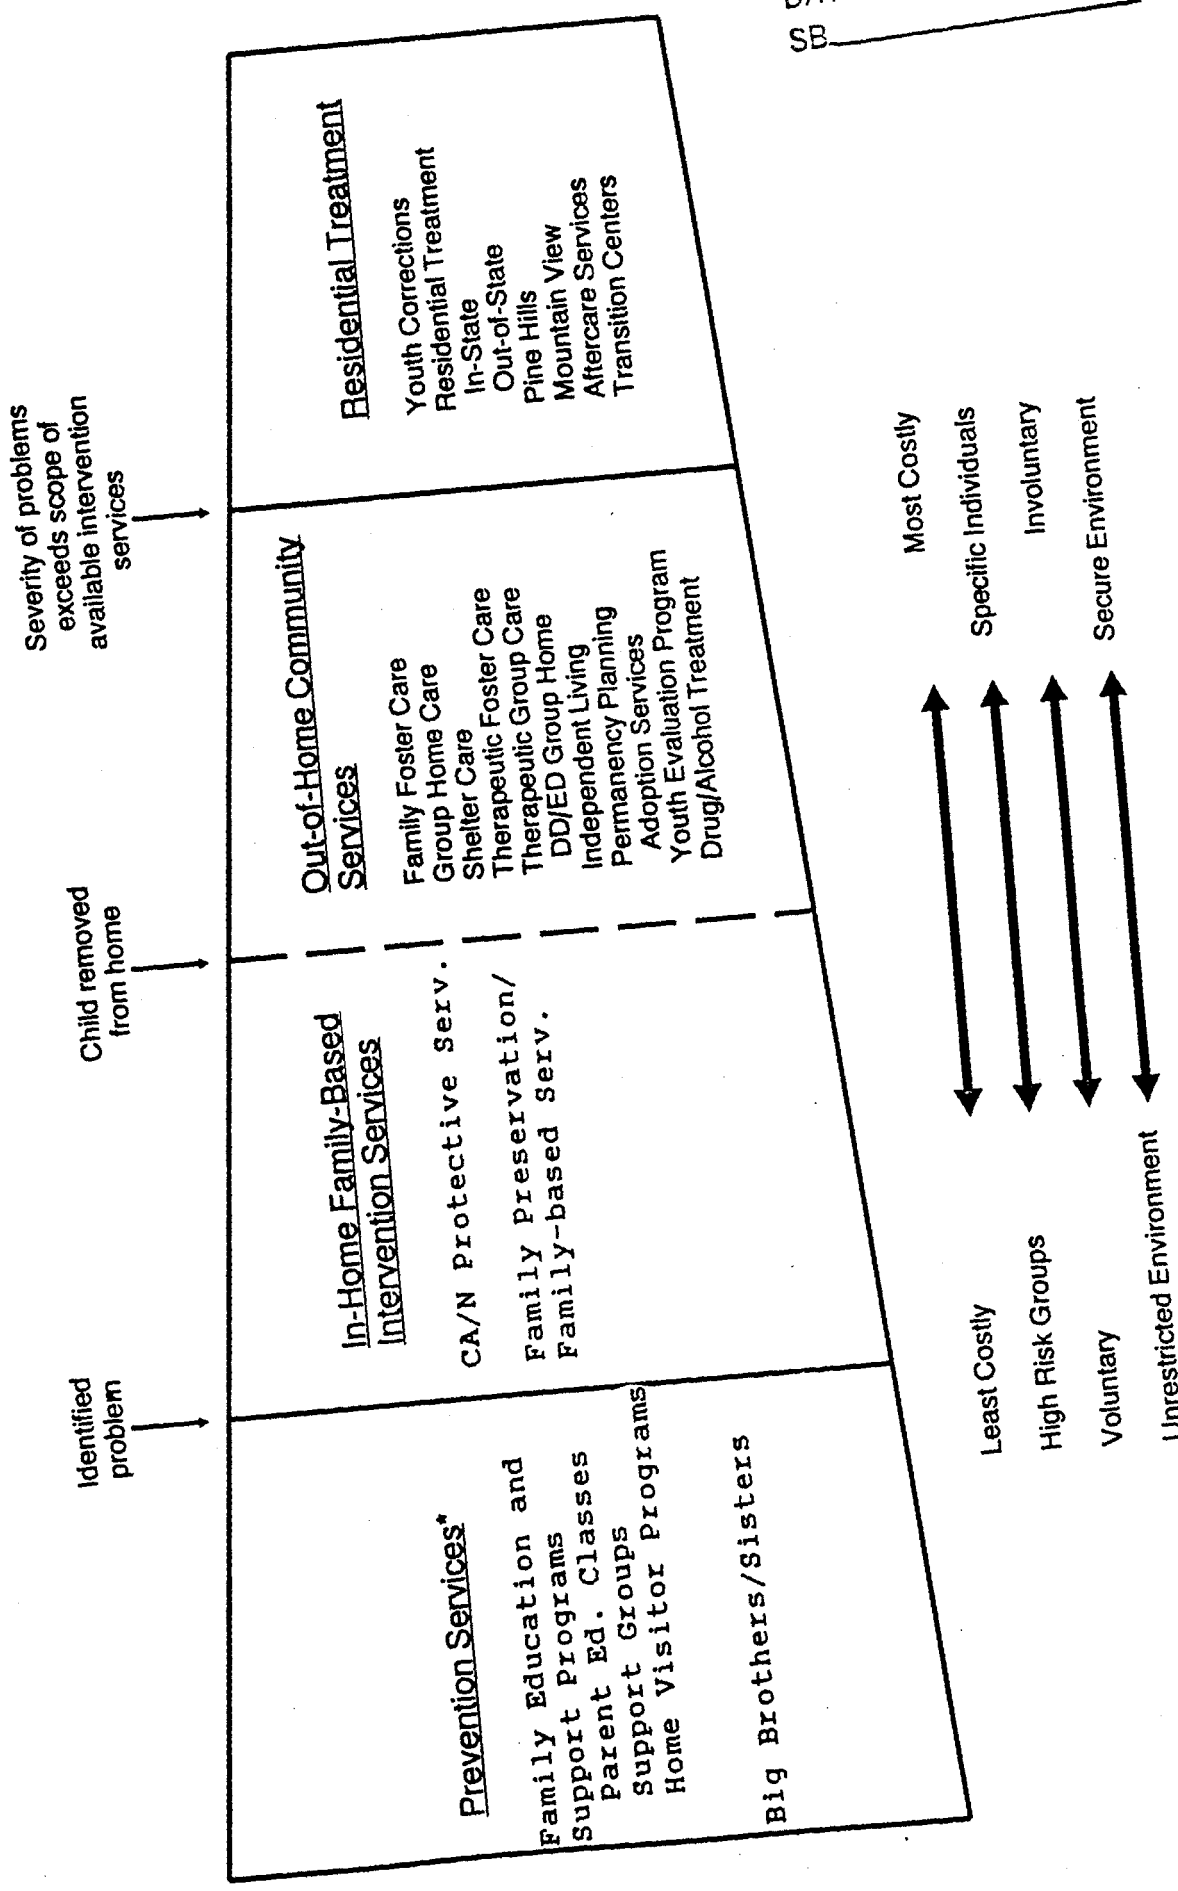 SB
Severity of problems
exceeds scope of
available intervention
services
Child removed
from home
Identified
problem
Prevention Services*
Family Education and
Support Programs
Parent Ed. Classes
Support Groups
Home Visitor Programs
Big Brothers/Sisters
In-Home Family-Based
Intervention Services
CA/N Protective Serv.
Family Preservation/
Family-based Serv.
Out-of-Home Community
Services
Family Foster Care
Group Home Care
Shelter Care
Therapeutic Foster Care
Therapeutic Group Care
DD/ED Group Home
Independent Living
Permanency Planning
Adoption Services
Youth Evaluation Program
Drug/Alcohol Treatment
Residential Treatment
Youth Corrections
Residential Treatment
In-State
Out-of-State
Pine Hills
Mountain View
Aftercare Services
Transition Centers
Least Costly
Most Costly
High Risk Groups
Specific Individuals
Voluntary
Involuntary
Unrestricted Environment
Secure Environment